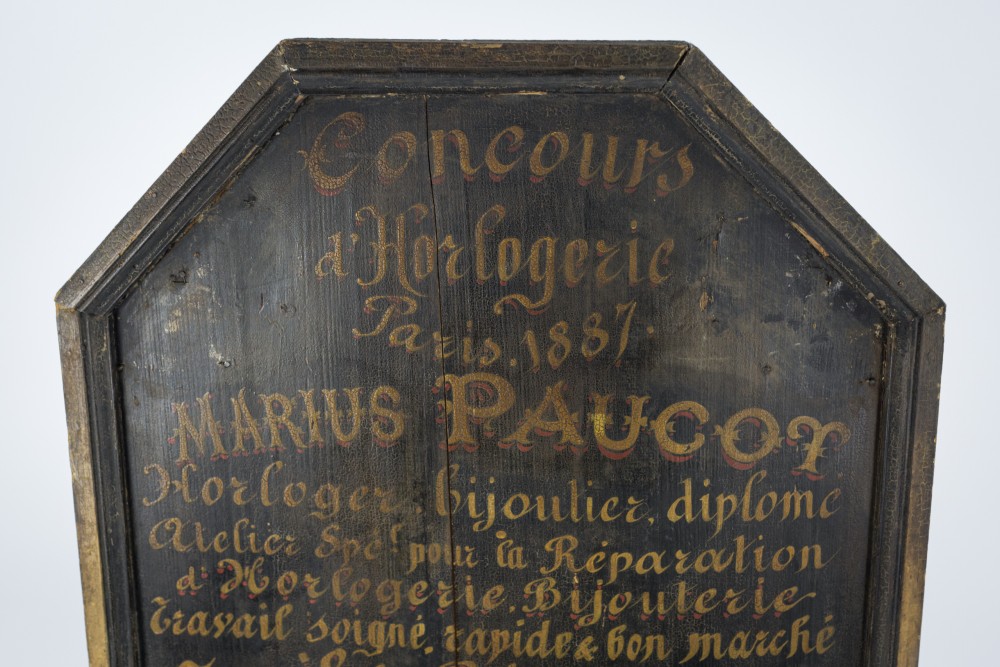 Concours
d'Horlogerie
Paris. 1887.
MARIUS PAUCOT
Horloger, bijoutier, diplomé
Atelier Spél. pour la Réparation
d'Horlogerie, Bijouterie
Travail soigné, rapide & bon marché